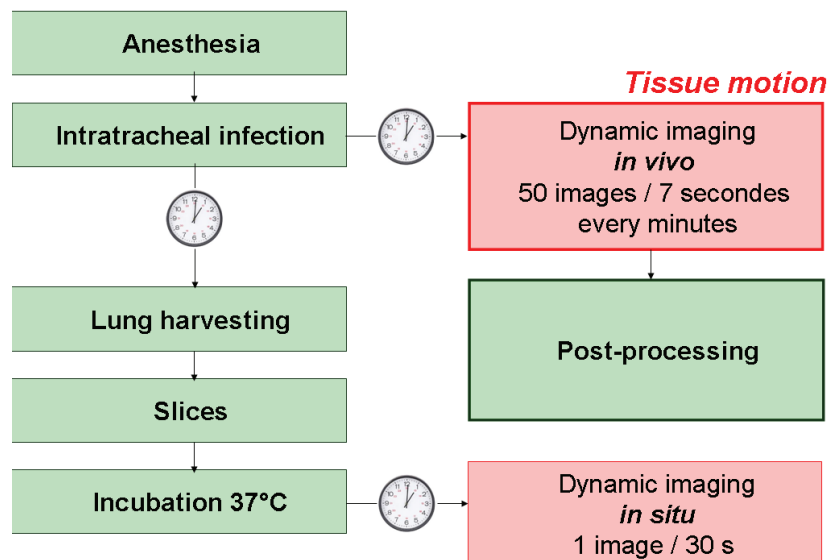 Anesthesia
Tissue motion
Intratracheal infection
Dynamic imaging
in vivo
50 images / 7 secondes
every minutes
Lung harvesting
Post-processing
Slices
Incubation 37°C
Dynamic imaging
in situ
1 image / 30 s